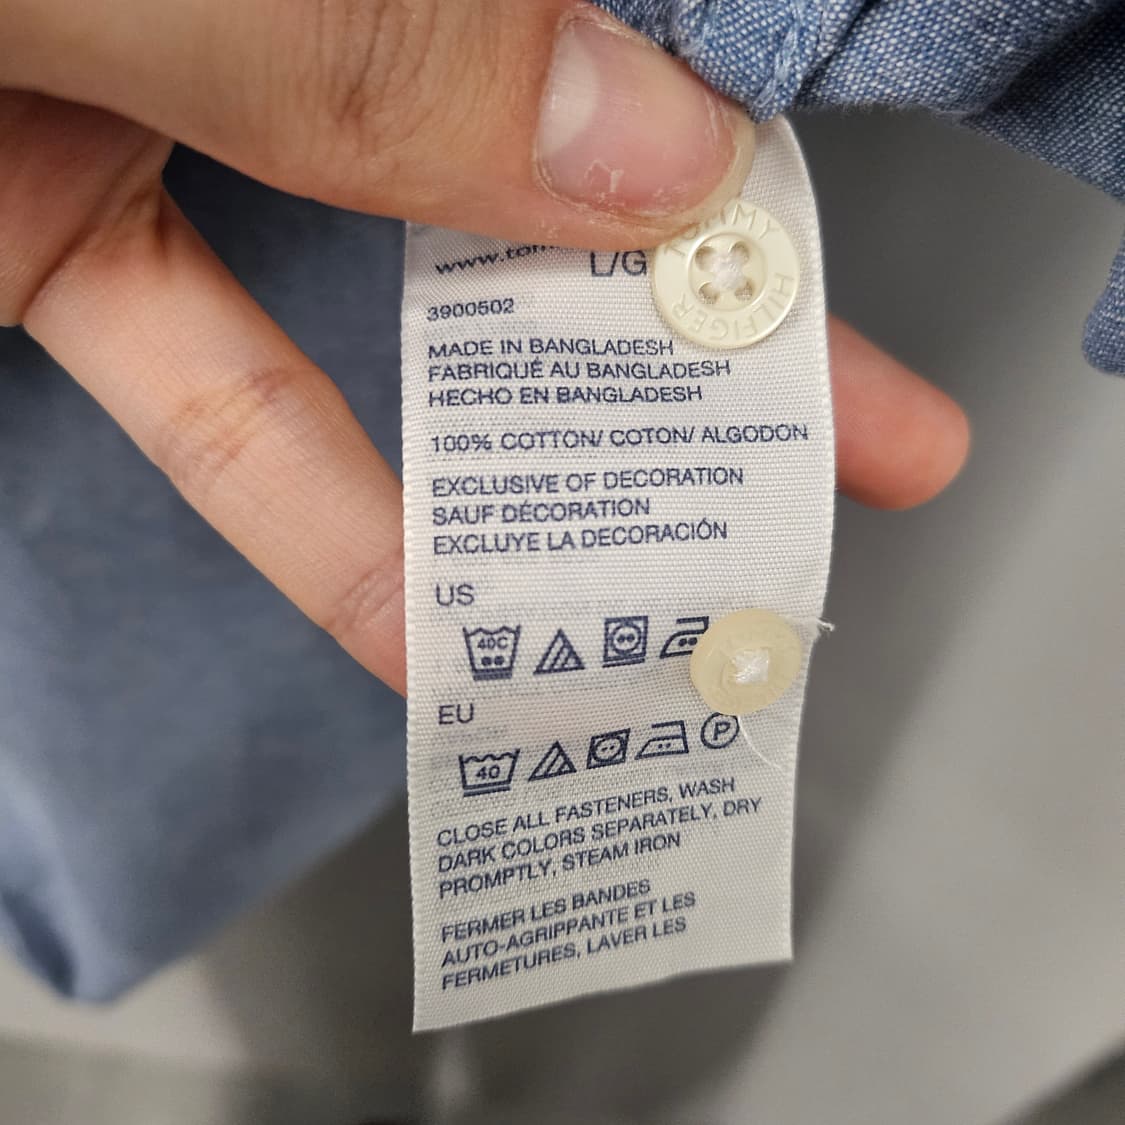 L/G
TOMMY HILFIGER
3900502
MADE IN BANGLADESH
FABRIQUÉ AU BANGLADESH
HECHO EN BANGLADESH
100% COTTON/ COTON/ ALGODON
EXCLUSIVE OF DECORATION
SAUF DÉCORATION
EXCLUYE LA DECORACIÓN
US
40C
EU
40
P
CLOSE ALL FASTENERS, WASH
DARK COLORS SEPARATELY, DRY
PROMPTLY, STEAM IRON
FERMER LES BANDES
AUTO-AGRIPPANTE ET LES
FERMETURES, LAVER LES